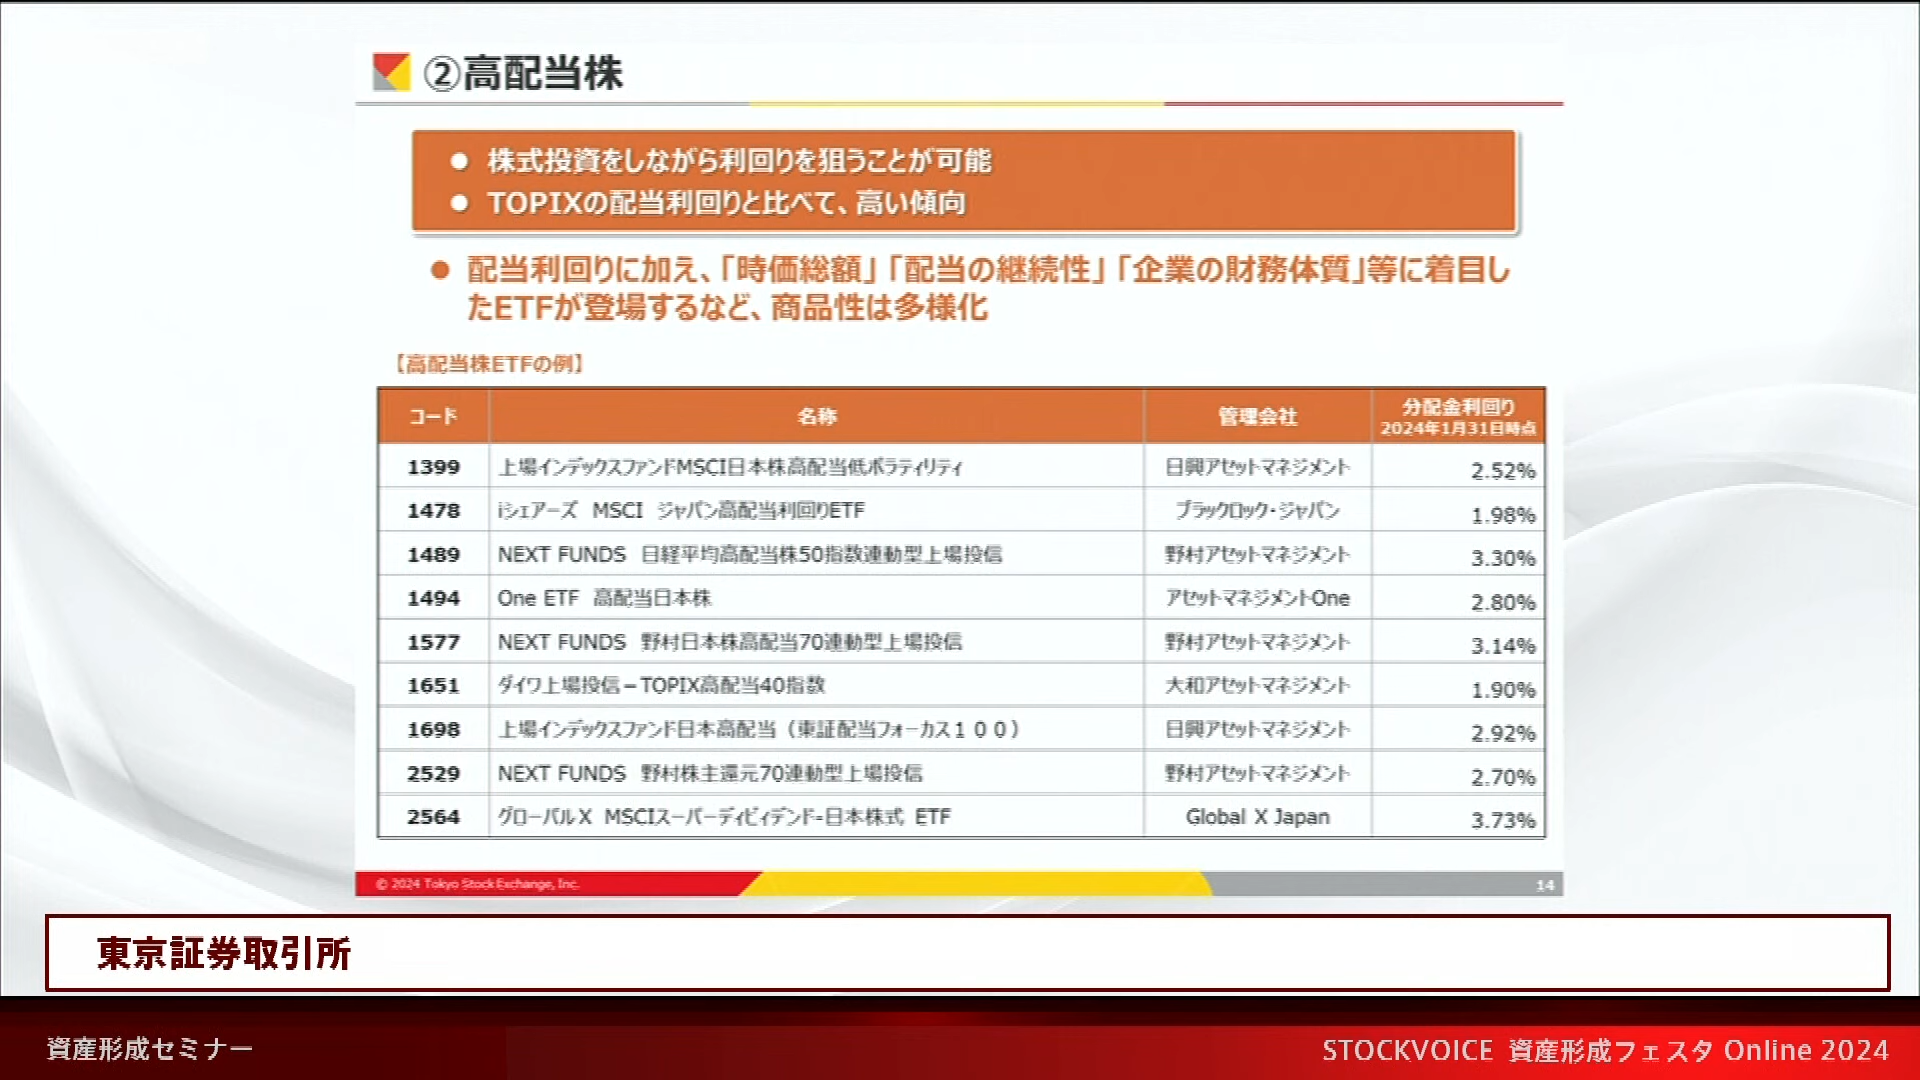 ②高配当株
● 株式投資をしながら利回りを狙うことが可能
● TOPIXの配当利回りと比べて、高い傾向
● 配当利回りに加え、「時価総額」「配当の継続性」「企業の財務体質」等に着目し
たETFが登場するなど、商品性は多様化
【高配当株ETFの例】
コード 名称 管理会社 分配金利回り
2024年1月31日時点
1399 上場インデックスファンドMSCI日本株高配当低ボラティリティ 日興アセットマネジメント 2.52%
1478 iシェアーズ MSCI ジャパン高配当利回りETF ブラックロック・ジャパン 1.98%
1489 NEXT FUNDS 日経平均高配当株50指数連動型上場投信 野村アセットマネジメント 3.30%
1494 One ETF 高配当日本株 アセットマネジメントOne 2.80%
1577 NEXT FUNDS 野村日本株高配当70連動型上場投信 野村アセットマネジメント 3.14%
1651 ダイワ上場投信－TOPIX高配当40指数 大和アセットマネジメント 1.90%
1698 上場インデックスファンド日本高配当（東証配当フォーカス１００） 日興アセットマネジメント 2.92%
2529 NEXT FUNDS 野村株主還元70連動型上場投信 野村アセットマネジメント 2.70%
2564 グローバルX MSCIスーパーディビィデンド-日本株式 ETF Global X Japan 3.73%
© 2024 Tokyo Stock Exchange, Inc. 14
東京証券取引所
資産形成セミナー
STOCKVOICE 資産形成フェスタ Online 2024